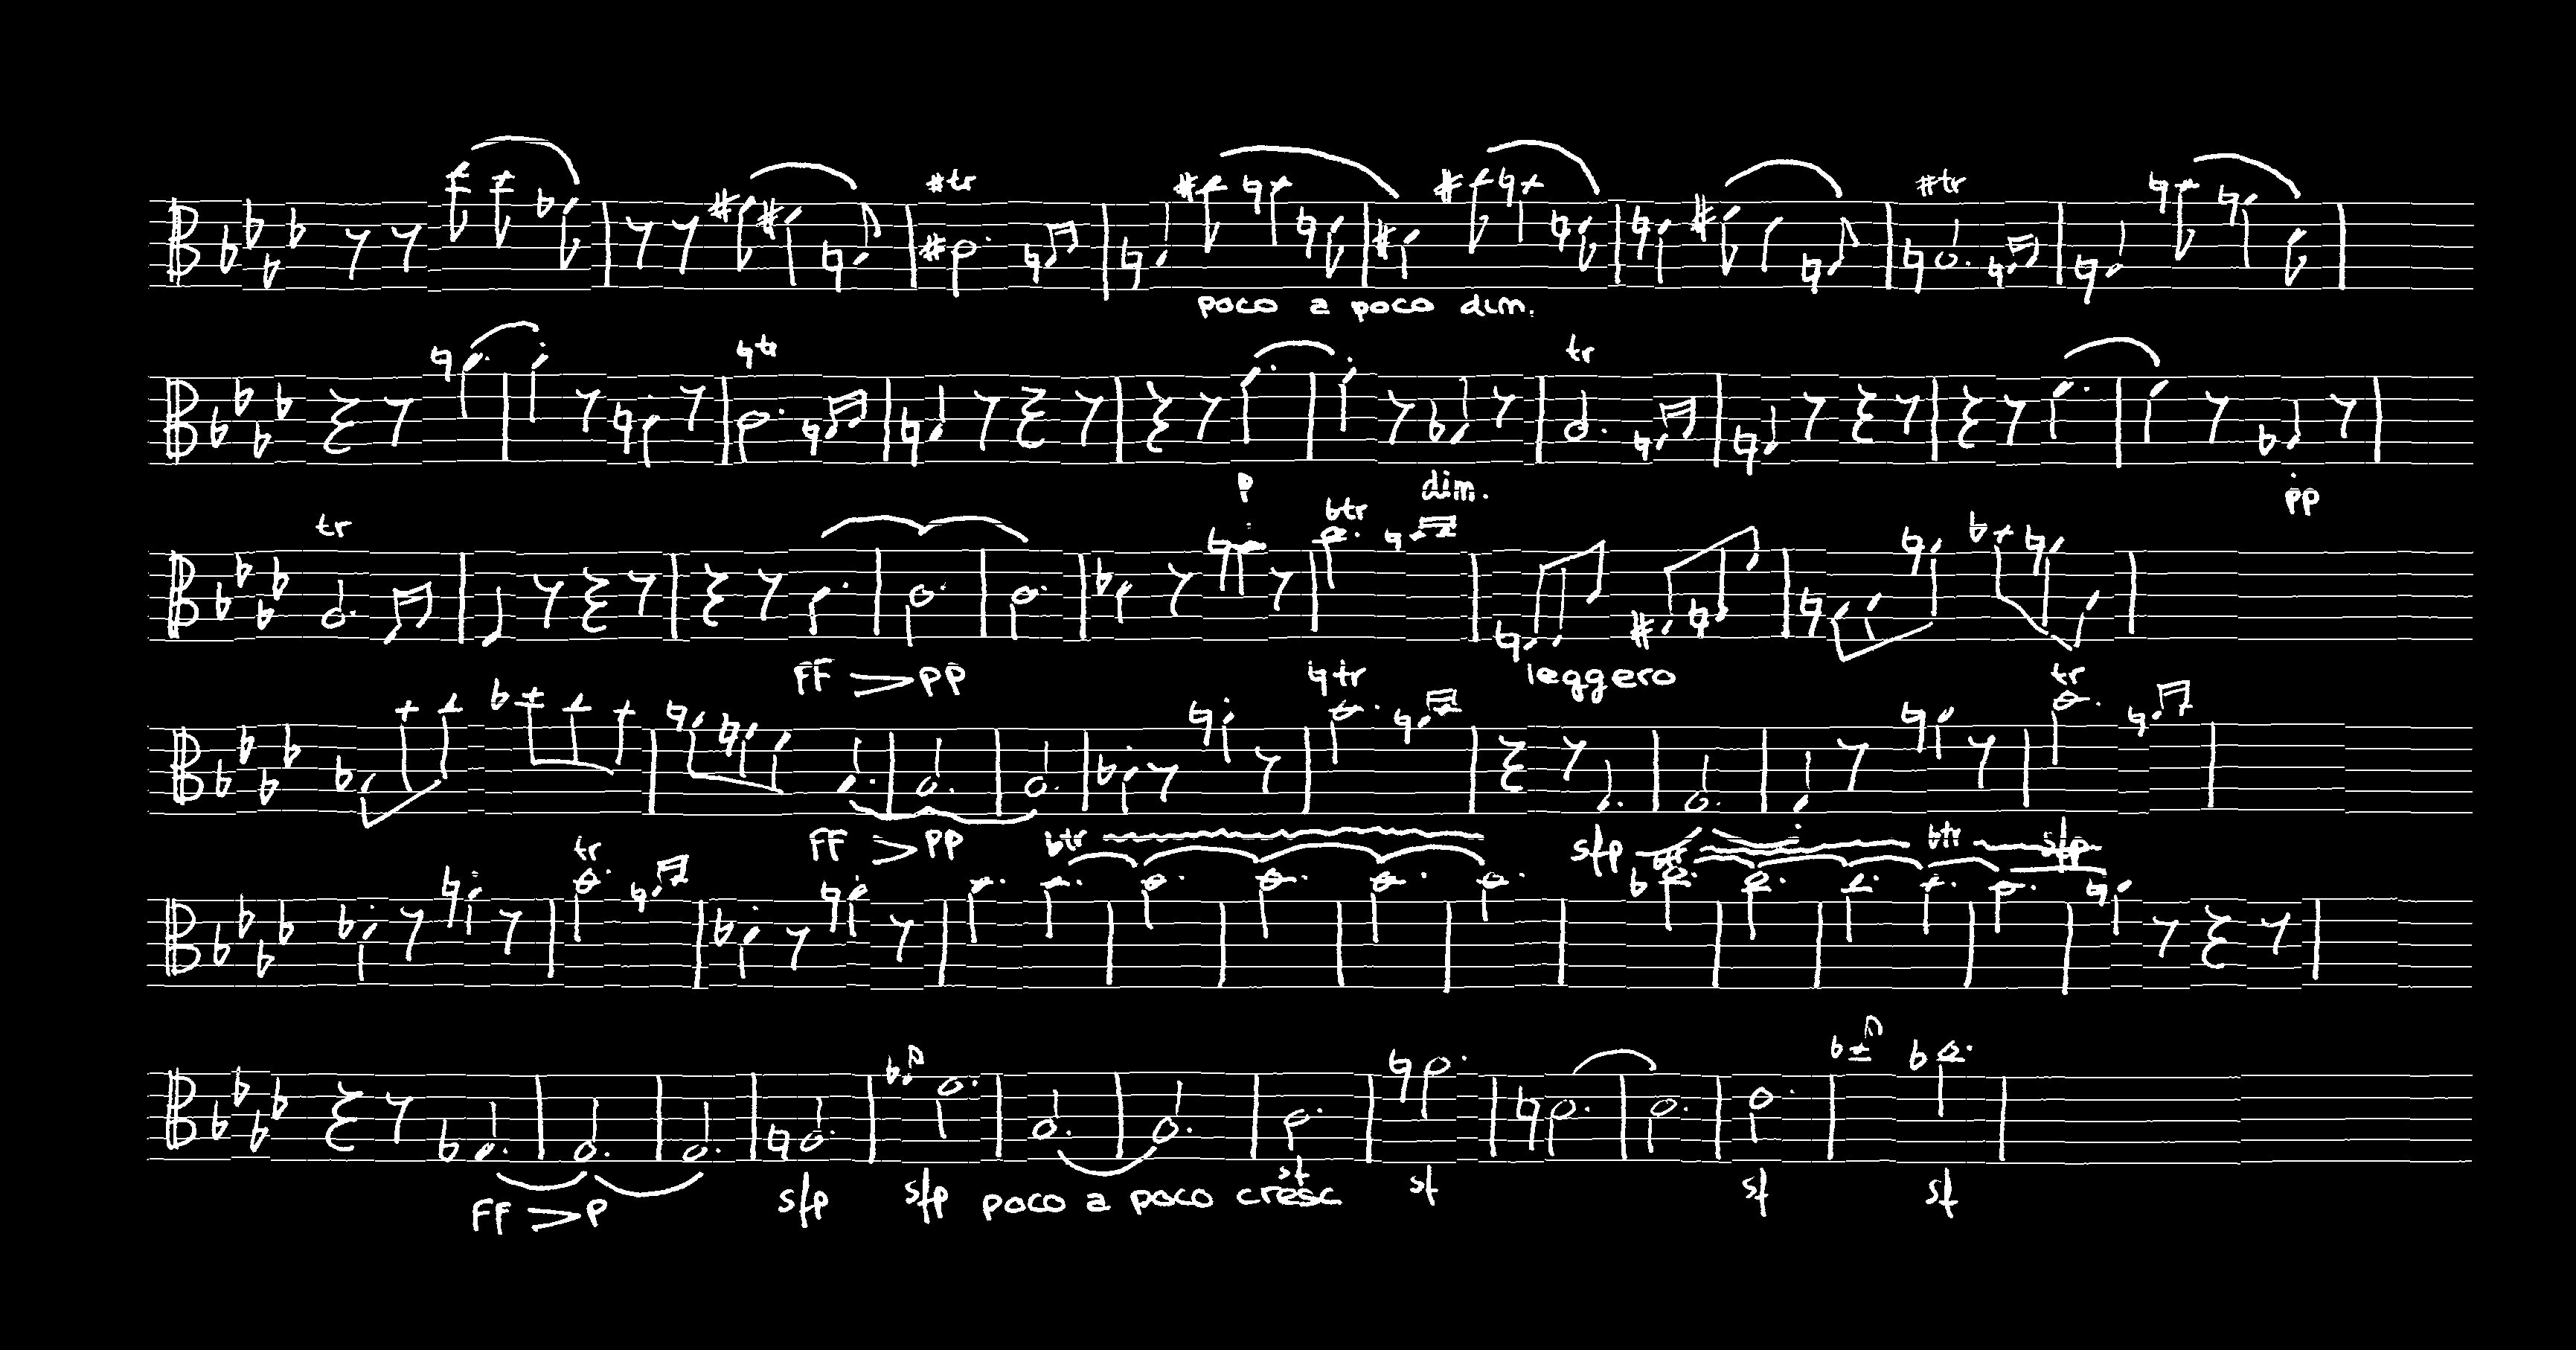 #tr #tr
poco a poco dim.
♮tr tr
p dim. pp
tr btr
FF > PP leggero
♮tr tr
FF > PP
tr btr sfp btr btr sfp
FF > P sfp sfp poco a poco cresc sf sf sf sf